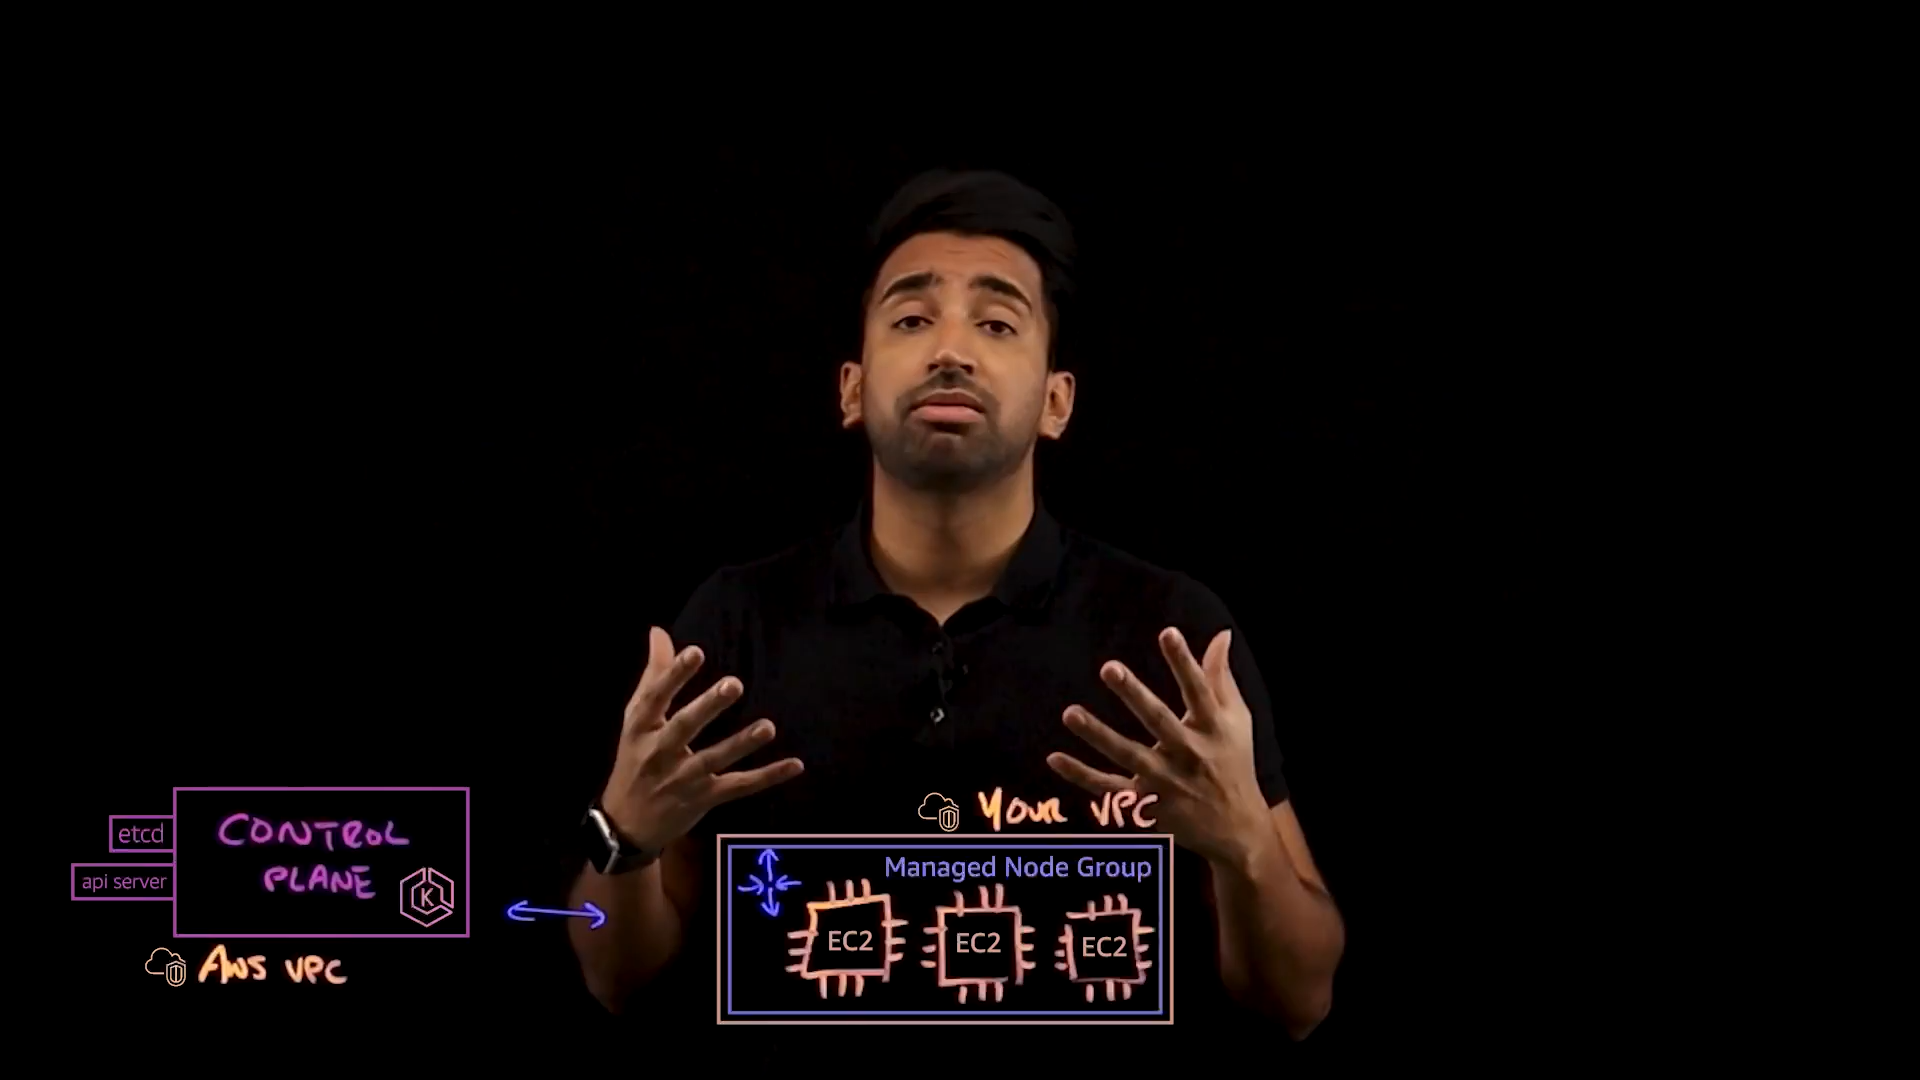 etcd
api server
CONTROL
PLANE
K
AWS VPC
YOUR VPC
Managed Node Group
EC2
EC2
EC2